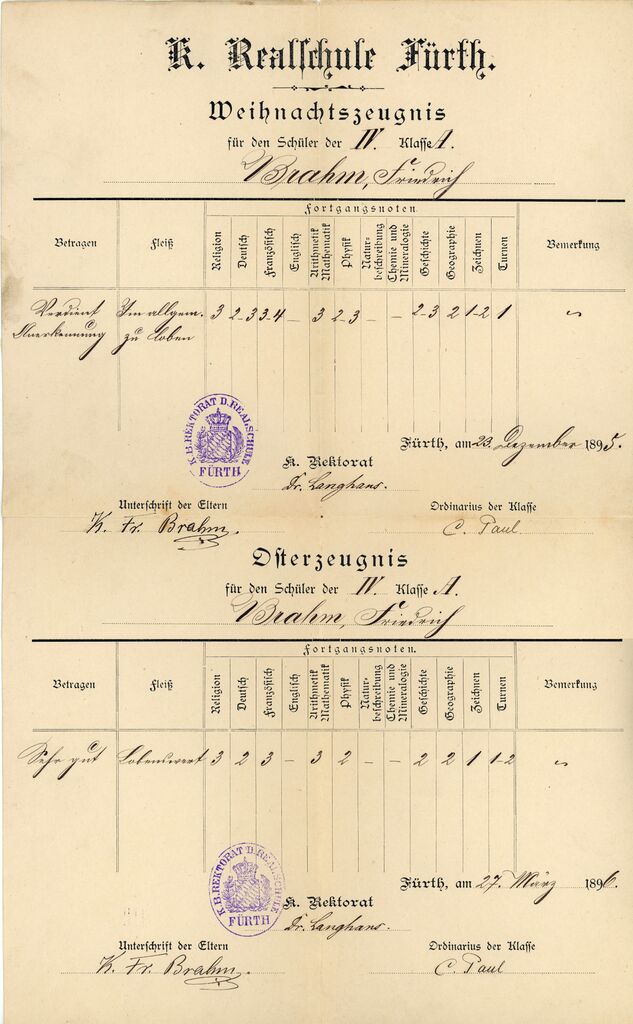 K. Realschule Fürth.
Weihnachtszeugnis
für den Schüler der IV. Klasse A.
Brahm, Friedrich
Fortgangsnoten.
Betragen Fleiß Religion Deutsch Französisch Englisch Arithmetik Mathematik Physik Natur-beschreibung Chemie und Mineralogie Geschichte Geographie Zeichnen Turnen Bemerkung
Verdient Im allgem. 3 2-3 3-4 – 3 2-3 – – 2-3 2 1-2 1
Anerkennung zu loben
K. B. REKTORAT D. REALSCHULE FÜRTH
Fürth, am 23. Dezember 1895.
K. Rektorat
Dr. Langhans.
Unterschrift der Eltern Ordinarius der Klasse
K. Fr. Brahm. C. Paul
Osterzeugnis
für den Schüler der IV. Klasse A.
Brahm, Friedrich
Fortgangsnoten.
Betragen Fleiß Religion Deutsch Französisch Englisch Arithmetik Mathematik Physik Natur-beschreibung Chemie und Mineralogie Geschichte Geographie Zeichnen Turnen Bemerkung
Sehr gut Lobenswert 3 2 3 – 3 2 – – 2 2 1 1-2
K. B. REKTORAT D. REALSCHULE FÜRTH
Fürth, am 27. März 1896.
K. Rektorat
Dr. Langhans.
Unterschrift der Eltern Ordinarius der Klasse
K. Fr. Brahm. C. Paul